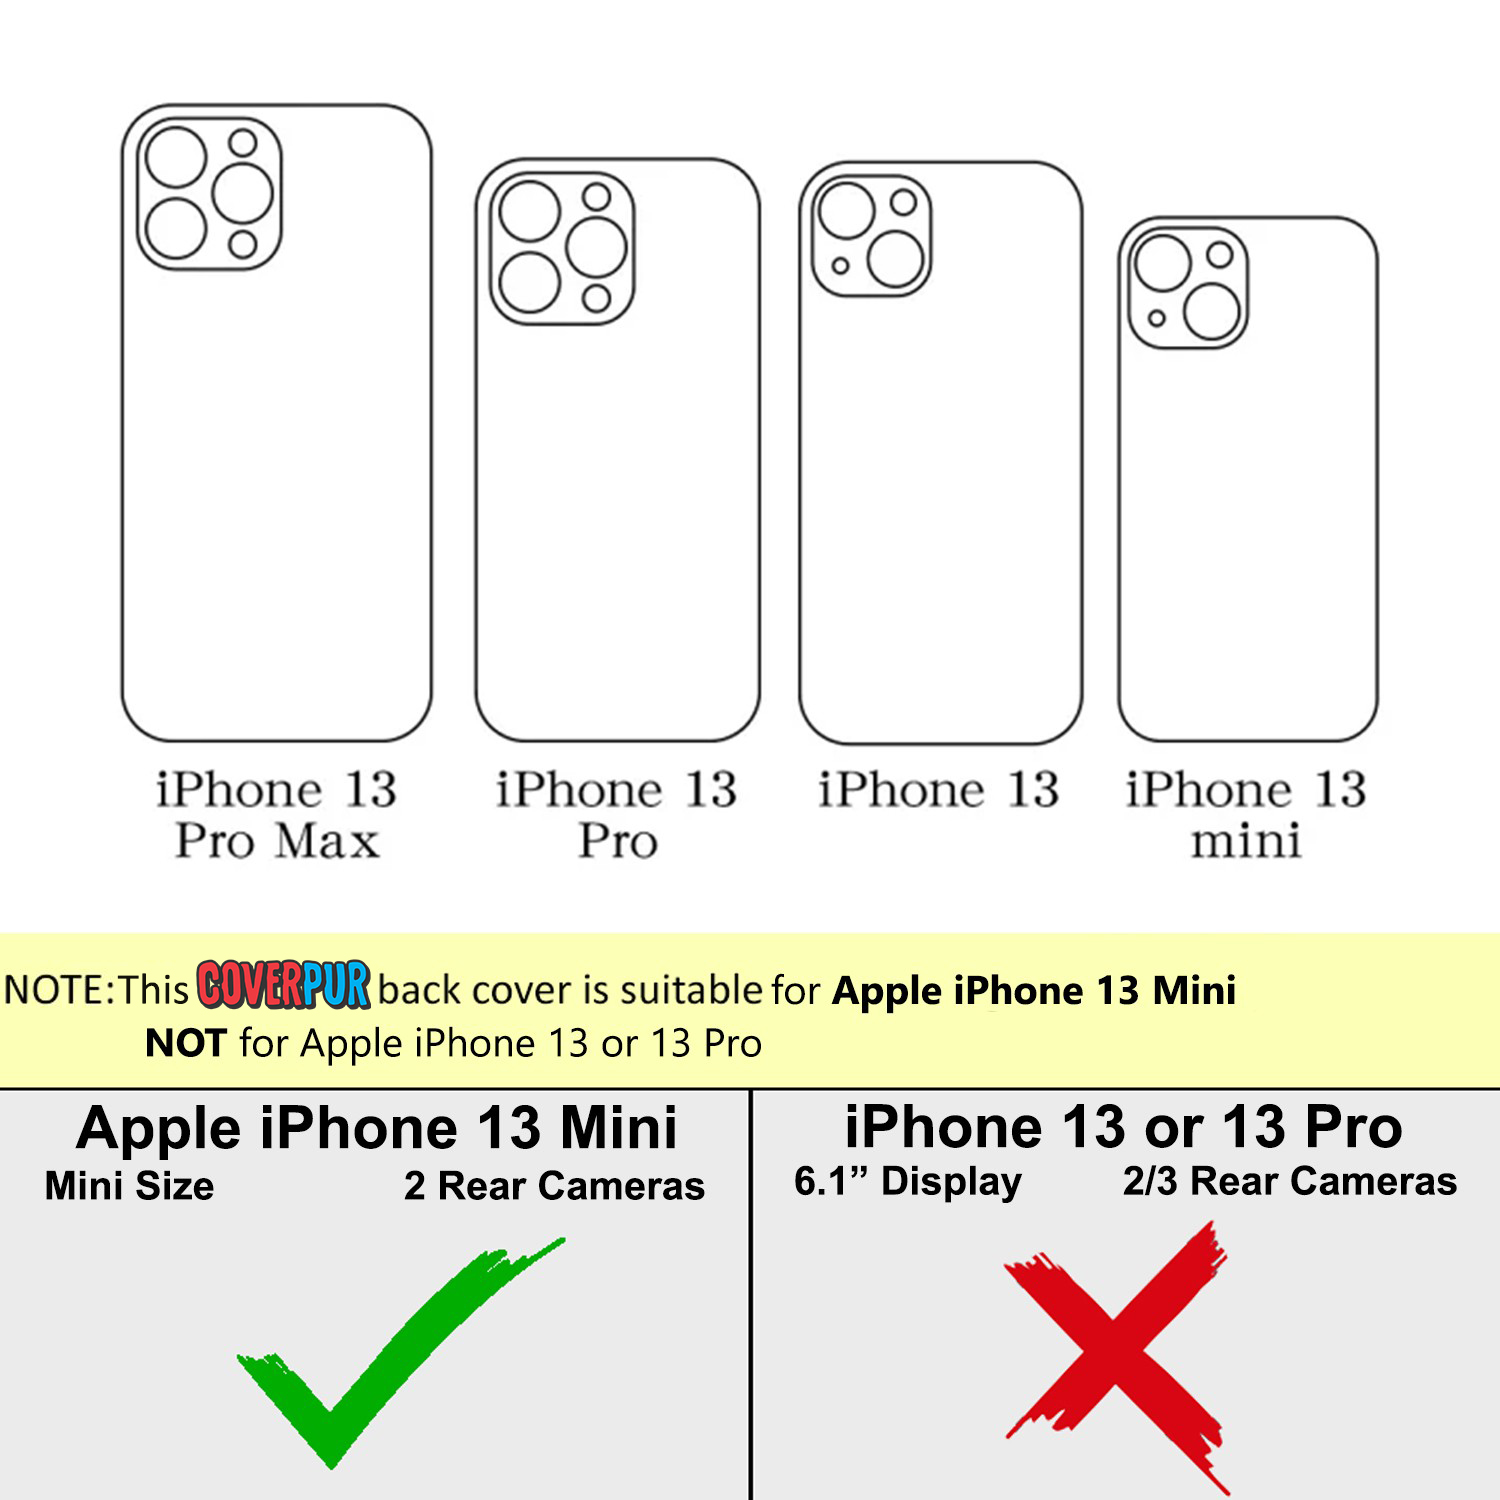 iPhone 13 Pro Max
iPhone 13 Pro
iPhone 13
iPhone 13 mini
NOTE:This COVERPUR back cover is suitable for Apple iPhone 13 Mini
NOT for Apple iPhone 13 or 13 Pro
Apple iPhone 13 Mini
Mini Size 2 Rear Cameras
iPhone 13 or 13 Pro
6.1” Display 2/3 Rear Cameras